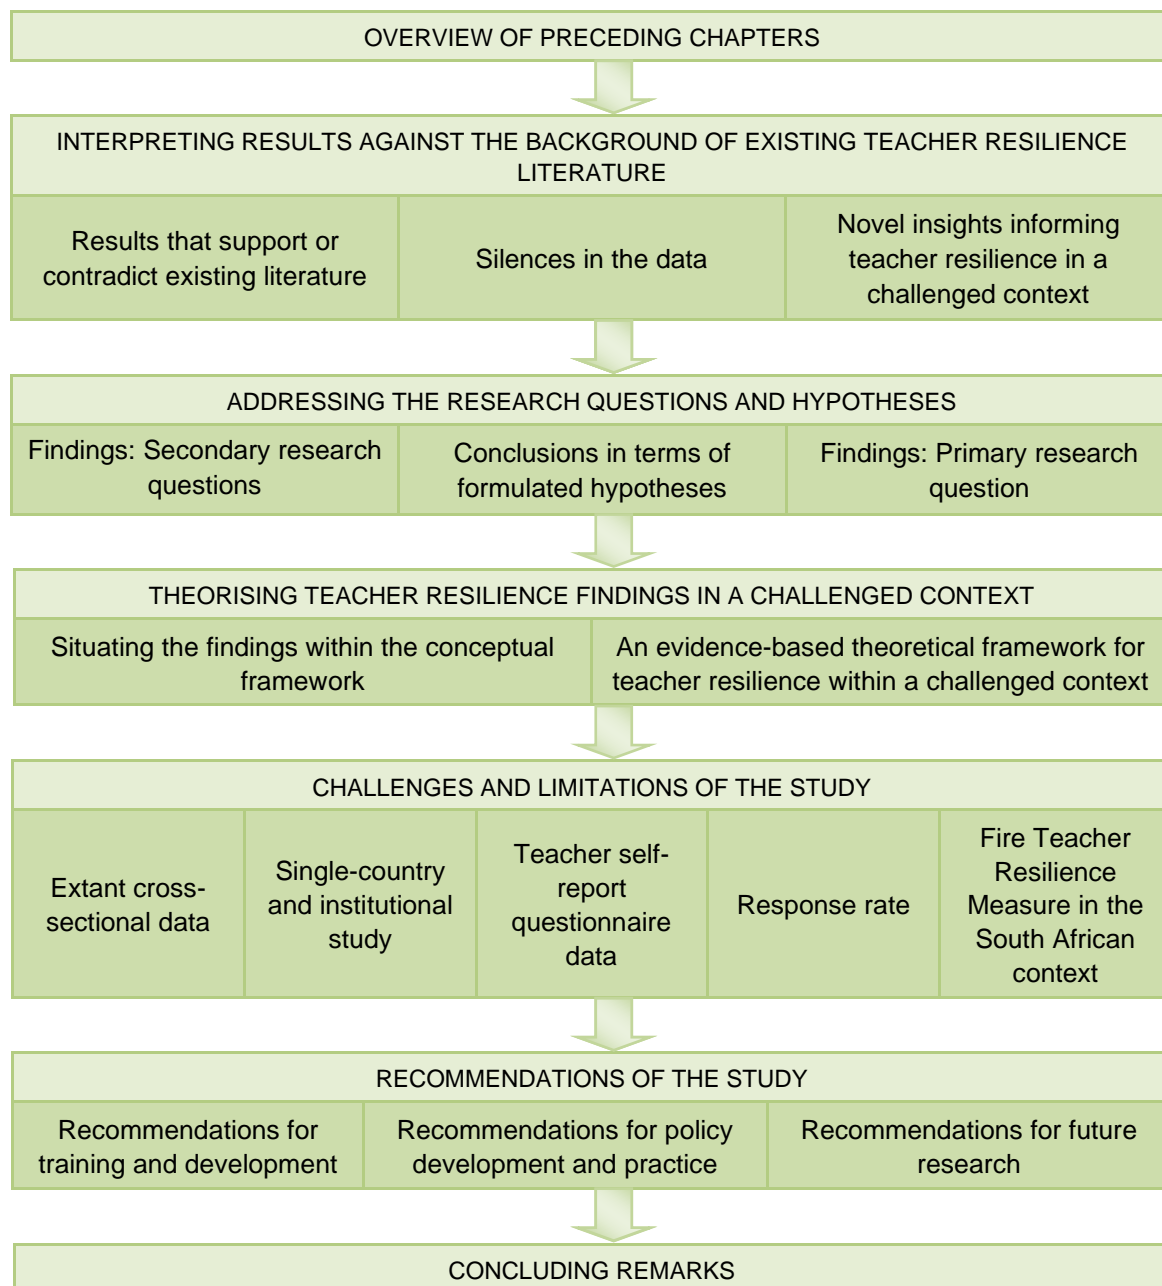 OVERVIEW OF PRECEDING CHAPTERS
INTERPRETING RESULTS AGAINST THE BACKGROUND OF EXISTING TEACHER RESILIENCE
LITERATURE
Results that support or
contradict existing literature
Silences in the data
Novel insights informing
teacher resilience in a
challenged context
ADDRESSING THE RESEARCH QUESTIONS AND HYPOTHESES
Findings: Secondary research
questions
Conclusions in terms of
formulated hypotheses
Findings: Primary research
question
THEORISING TEACHER RESILIENCE FINDINGS IN A CHALLENGED CONTEXT
Situating the findings within the conceptual
framework
An evidence-based theoretical framework for
teacher resilience within a challenged context
CHALLENGES AND LIMITATIONS OF THE STUDY
Extant cross-
sectional data
Single-country
and institutional
study
Teacher self-
report
questionnaire
data
Response rate
Fire Teacher
Resilience
Measure in the
South African
context
RECOMMENDATIONS OF THE STUDY
Recommendations for
training and development
Recommendations for policy
development and practice
Recommendations for future
research
CONCLUDING REMARKS